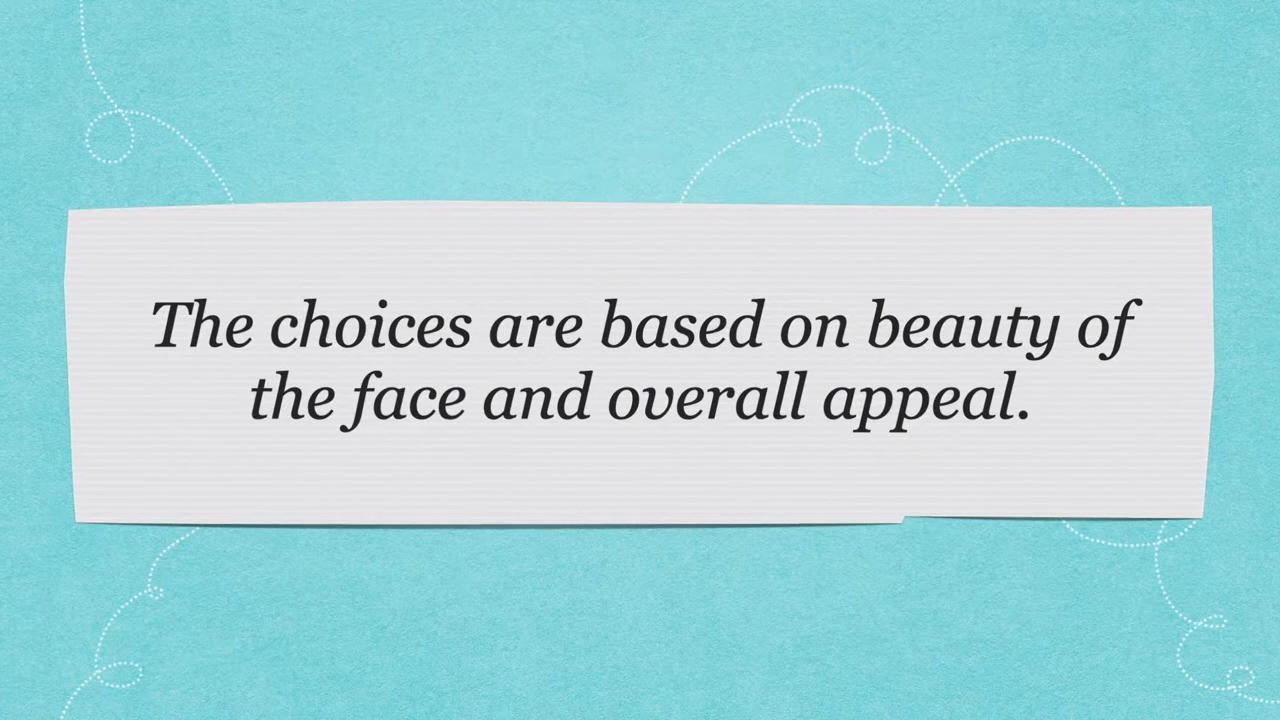 The choices are based on beauty of
the face and overall appeal.